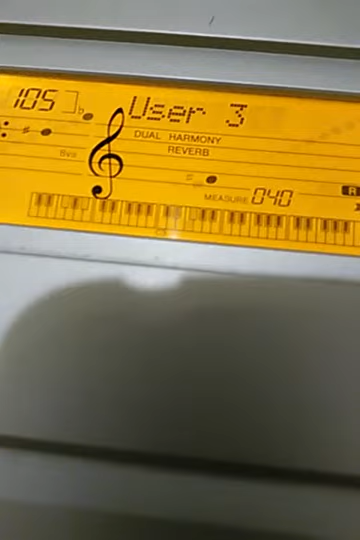 105 User 3
DUAL HARMONY
REVERB
8va
MEASURE 040